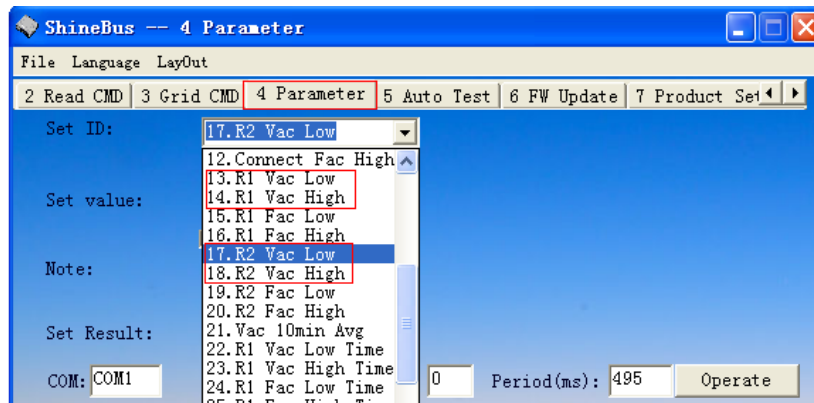 ShineBus -- 4 Parameter
File Language LayOut
2 Read CMD 3 Grid CMD 4 Parameter 5 Auto Test 6 FW Update 7 Product Set
Set ID:
17.R2 Vac Low
12.Connect Fac High
13.R1 Vac Low
Set value:
14.R1 Vac High
15.R1 Fac Low
16.R1 Fac High
17.R2 Vac Low
Note:
18.R2 Vac High
19.R2 Fac Low
20.R2 Fac High
Set Result:
21.Vac 10min Avg
22.R1 Vac Low Time
23.R1 Vac High Time
COM: COM1
24.R1 Fac Low Time
0 Period(ms): 495 Operate